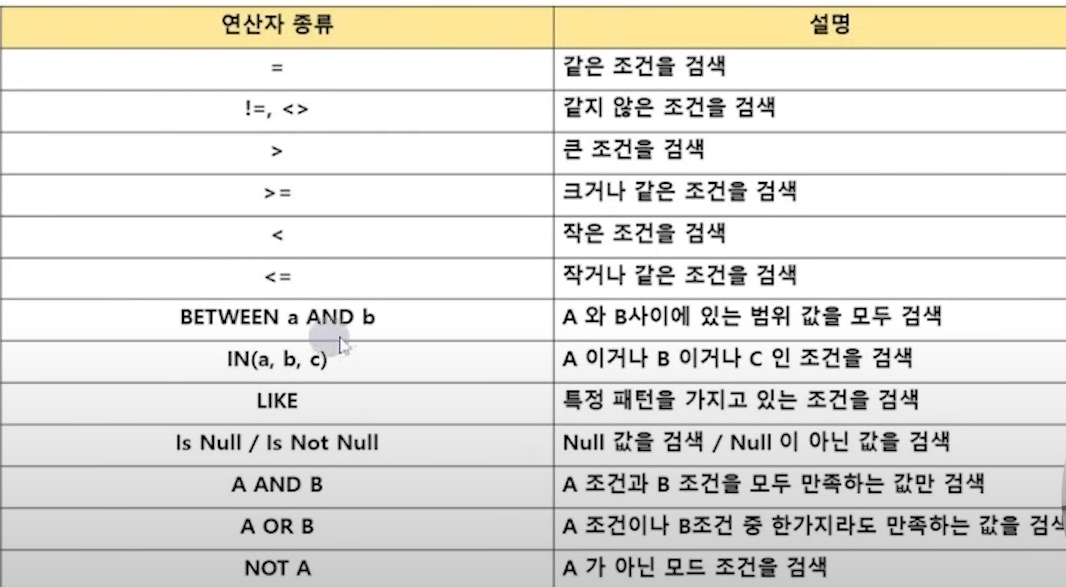 연산자 종류 설명
= 같은 조건을 검색
!=, <> 같지 않은 조건을 검색
> 큰 조건을 검색
>= 크거나 같은 조건을 검색
< 작은 조건을 검색
<= 작거나 같은 조건을 검색
BETWEEN a AND b A 와 B사이에 있는 범위 값을 모두 검색
IN(a, b, c) A 이거나 B 이거나 C 인 조건을 검색
LIKE 특정 패턴을 가지고 있는 조건을 검색
Is Null / Is Not Null Null 값을 검색 / Null 이 아닌 값을 검색
A AND B A 조건과 B 조건을 모두 만족하는 값만 검색
A OR B A 조건이나 B조건 중 한가지라도 만족하는 값을 검색
NOT A A 가 아닌 모드 조건을 검색